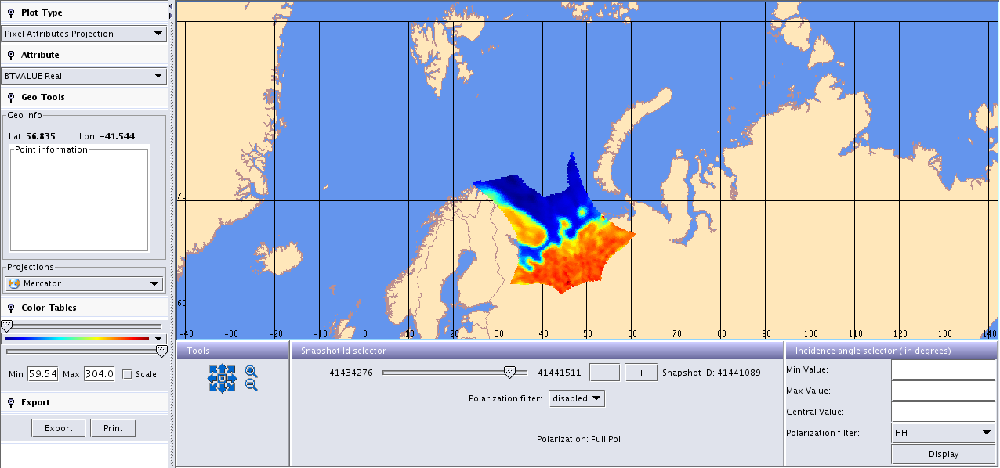 Plot Type
Pixel Attributes Projection
Attribute
BTVALUE Real
Geo Tools
Geo Info
Lat: 56.835 Lon: -41.544
Point information
Projections
Mercator
Color Tables
Min 59.54 Max 304.0 Scale
Export
Export Print
70
60
-40 -30 -20 -10 0 10 20 30 40 50 60 70 80 90 100 110 120 130 140
Tools
Snapshot Id selector
41434276 41441511 - + Snapshot ID: 41441089
Polarization filter: disabled
Polarization: Full Pol
Incidence angle selector ( in degrees)
Min Value:
Max Value:
Central Value:
Polarization filter: HH
Display